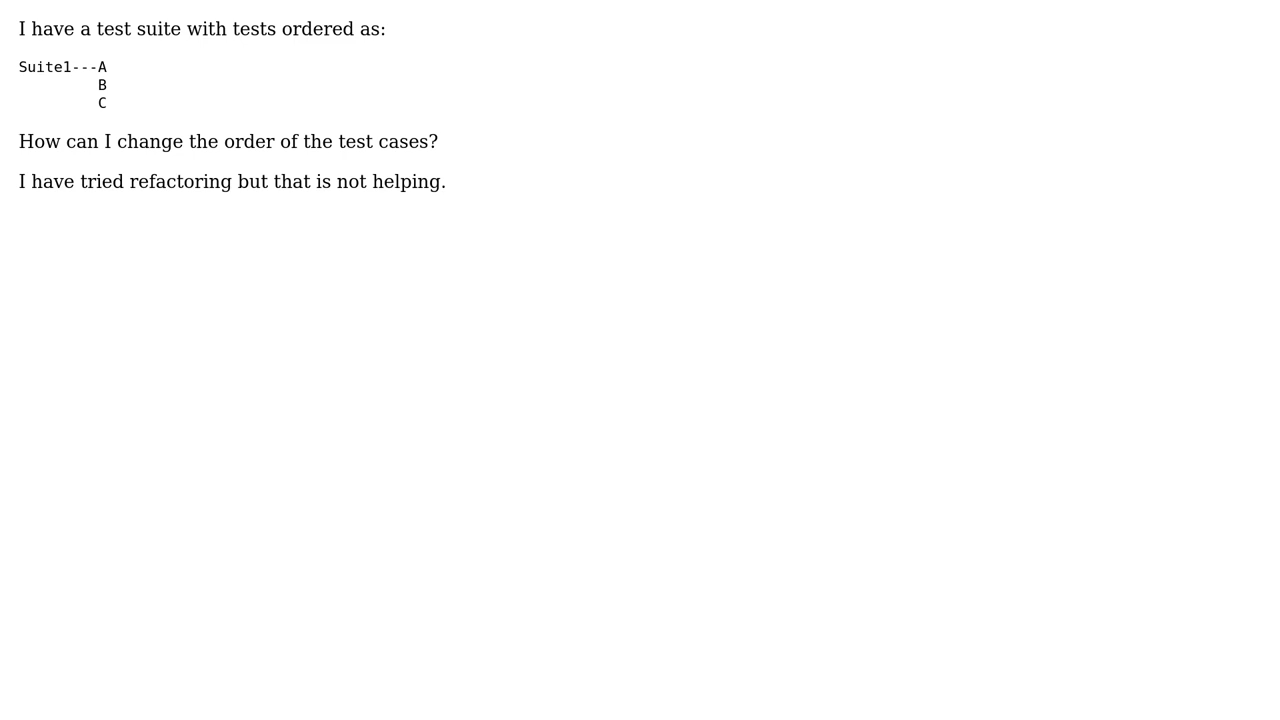 I have a test suite with tests ordered as:
Suite1---A
         B
         C
How can I change the order of the test cases?
I have tried refactoring but that is not helping.